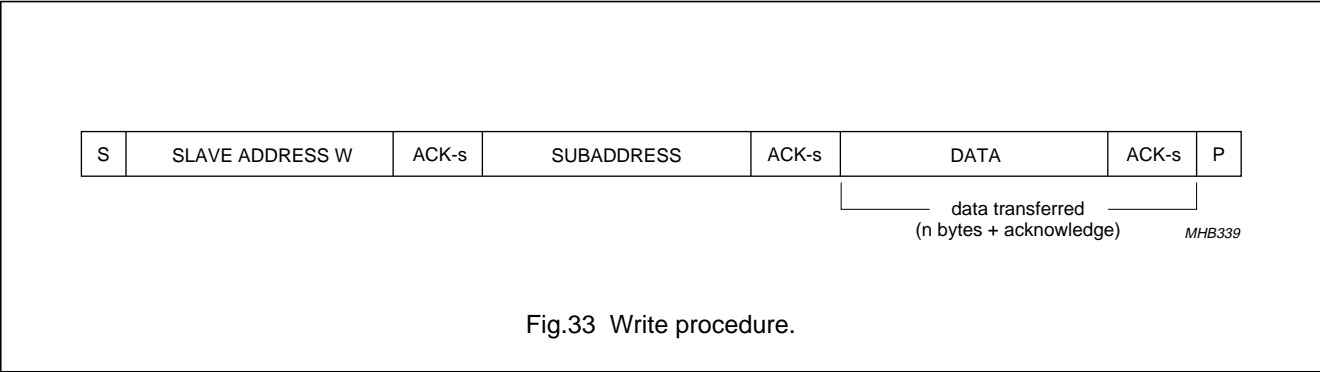 S SLAVE ADDRESS W ACK-s SUBADDRESS ACK-s DATA ACK-s P
data transferred
(n bytes + acknowledge)
MHB339
Fig.33 Write procedure.